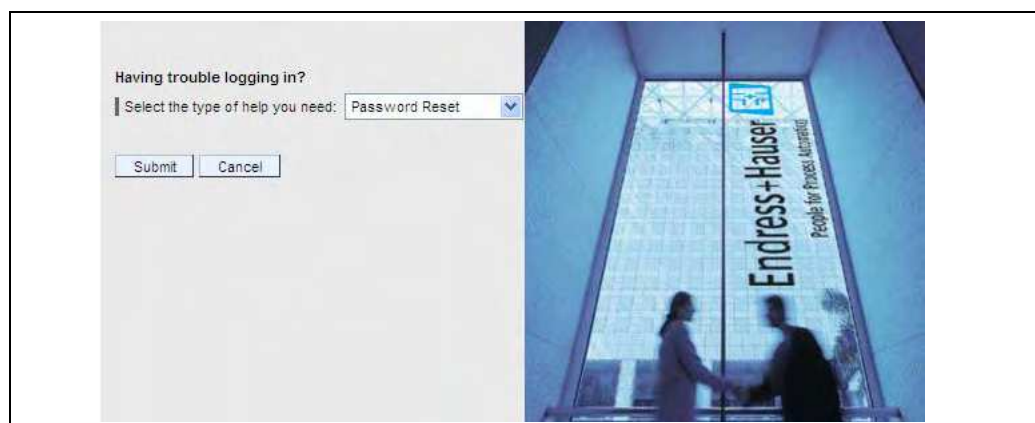 Having trouble logging in?
Select the type of help you need: Password Reset
Submit Cancel
Endress+Hauser
People for Process Automation